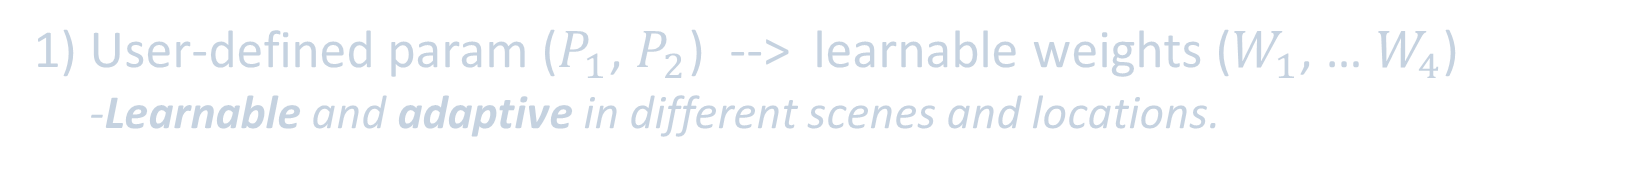 1) User-defined param (P₁, P₂) --> learnable weights (W₁, ... W₄)
-Learnable and adaptive in different scenes and locations.